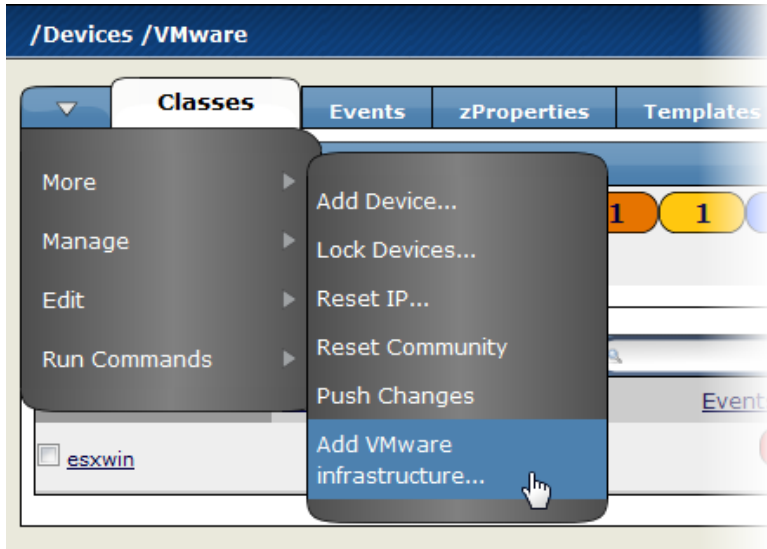 /Devices /VMware
Classes
Events
zProperties
Templates
More
Manage
Edit
Run Commands
Add Device...
Lock Devices...
Reset IP...
Reset Community
Push Changes
Add VMware
infrastructure...
1
1
Event
esxwin